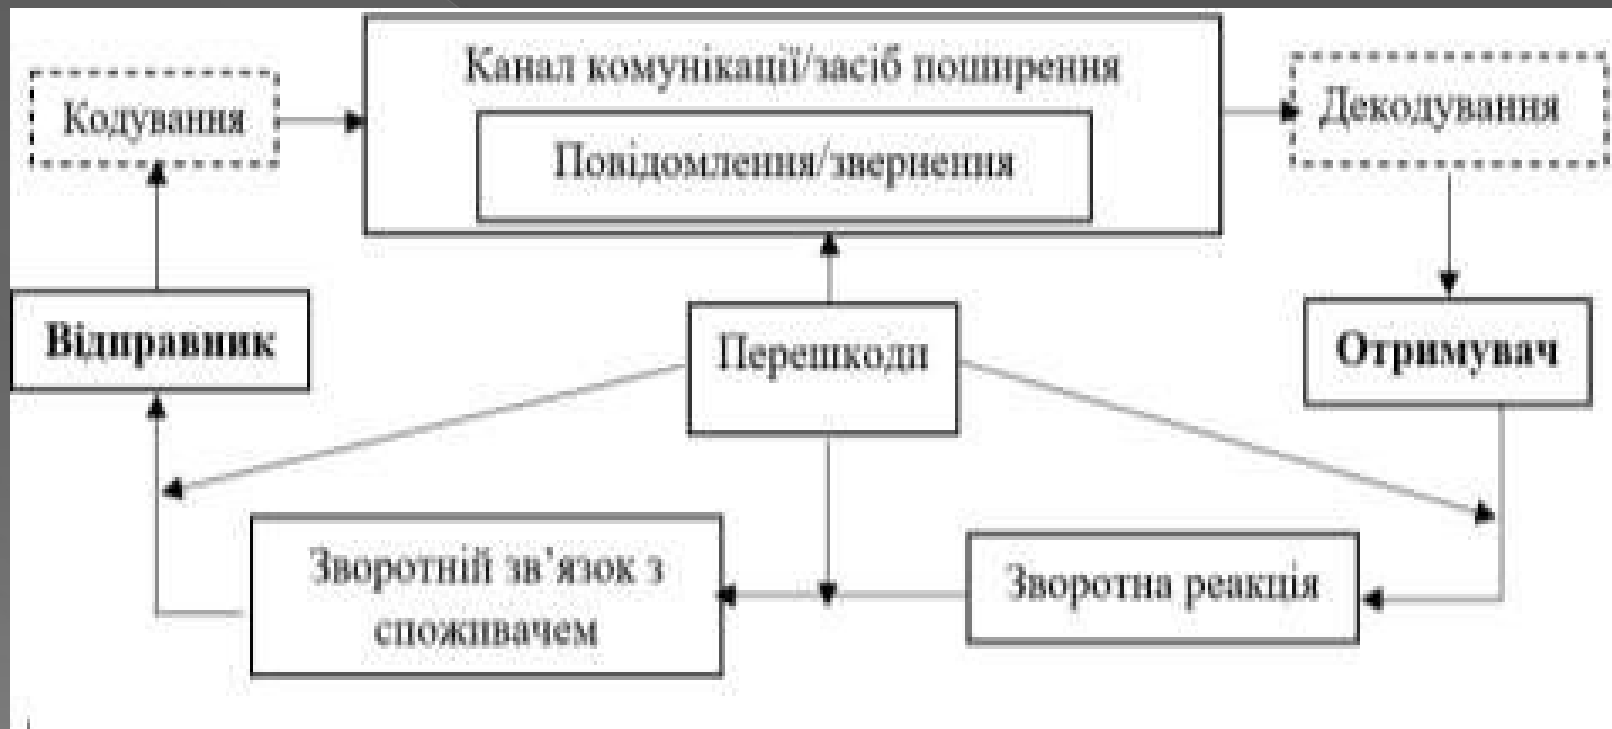 Канал комунікації/засіб поширення
Кодування
Декодування
Повідомлення/звернення
Відправник
Перешкоди
Отримувач
Зворотній зв’язок з
споживачем
Зворотна реакція